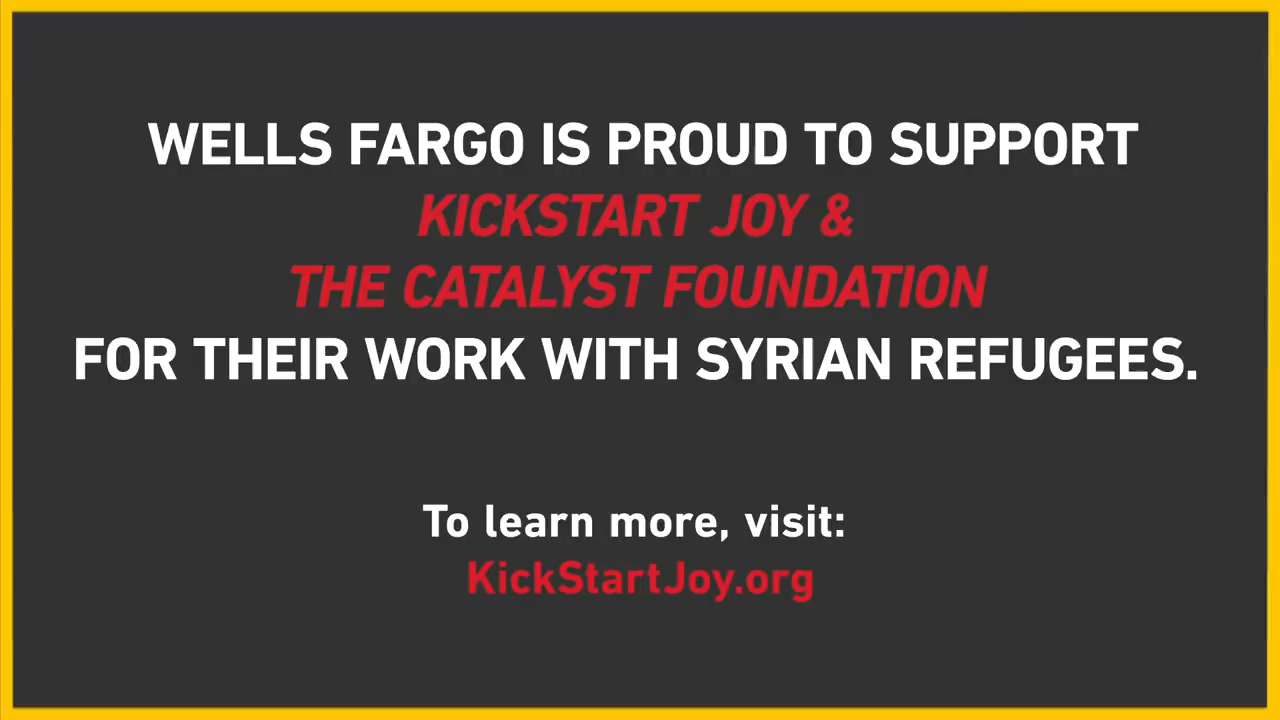 WELLS FARGO IS PROUD TO SUPPORT
KICKSTART JOY &
THE CATALYST FOUNDATION
FOR THEIR WORK WITH SYRIAN REFUGEES.
To learn more, visit:
KickStartJoy.org